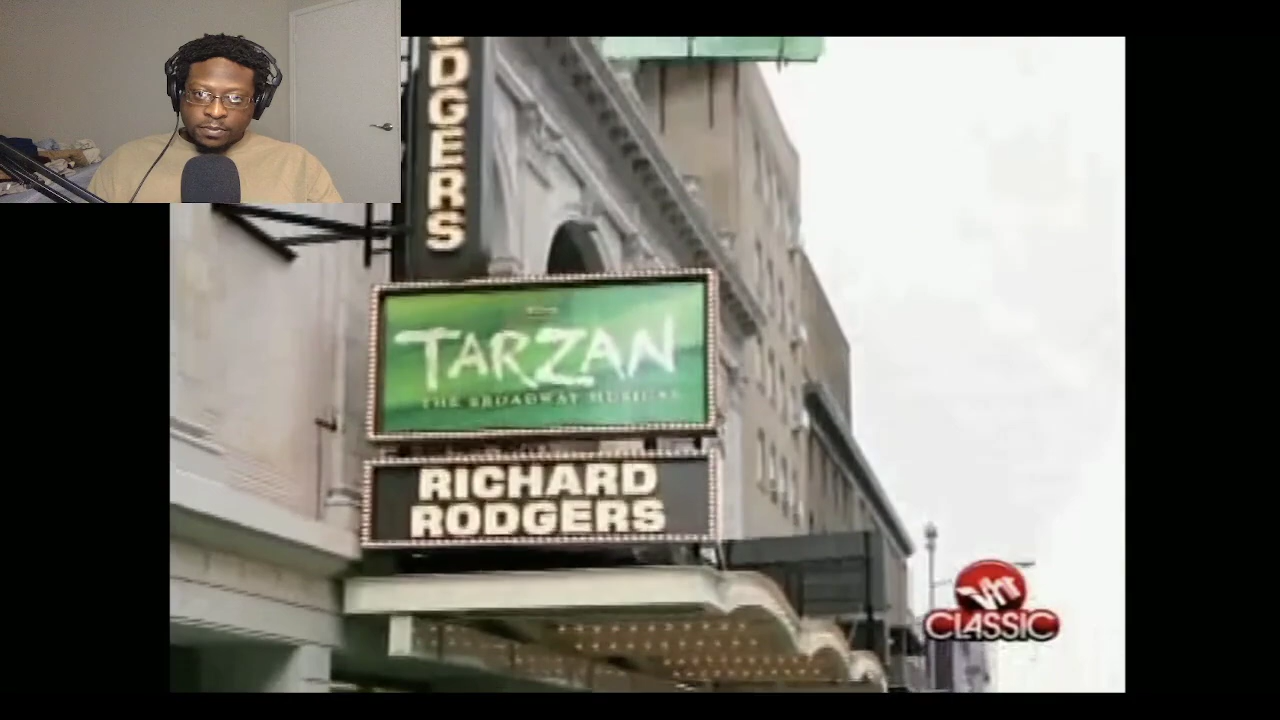 DGERS
TARZAN
THE BROADWAY MUSICAL
RICHARD
RODGERS
VH1
CLASSIC